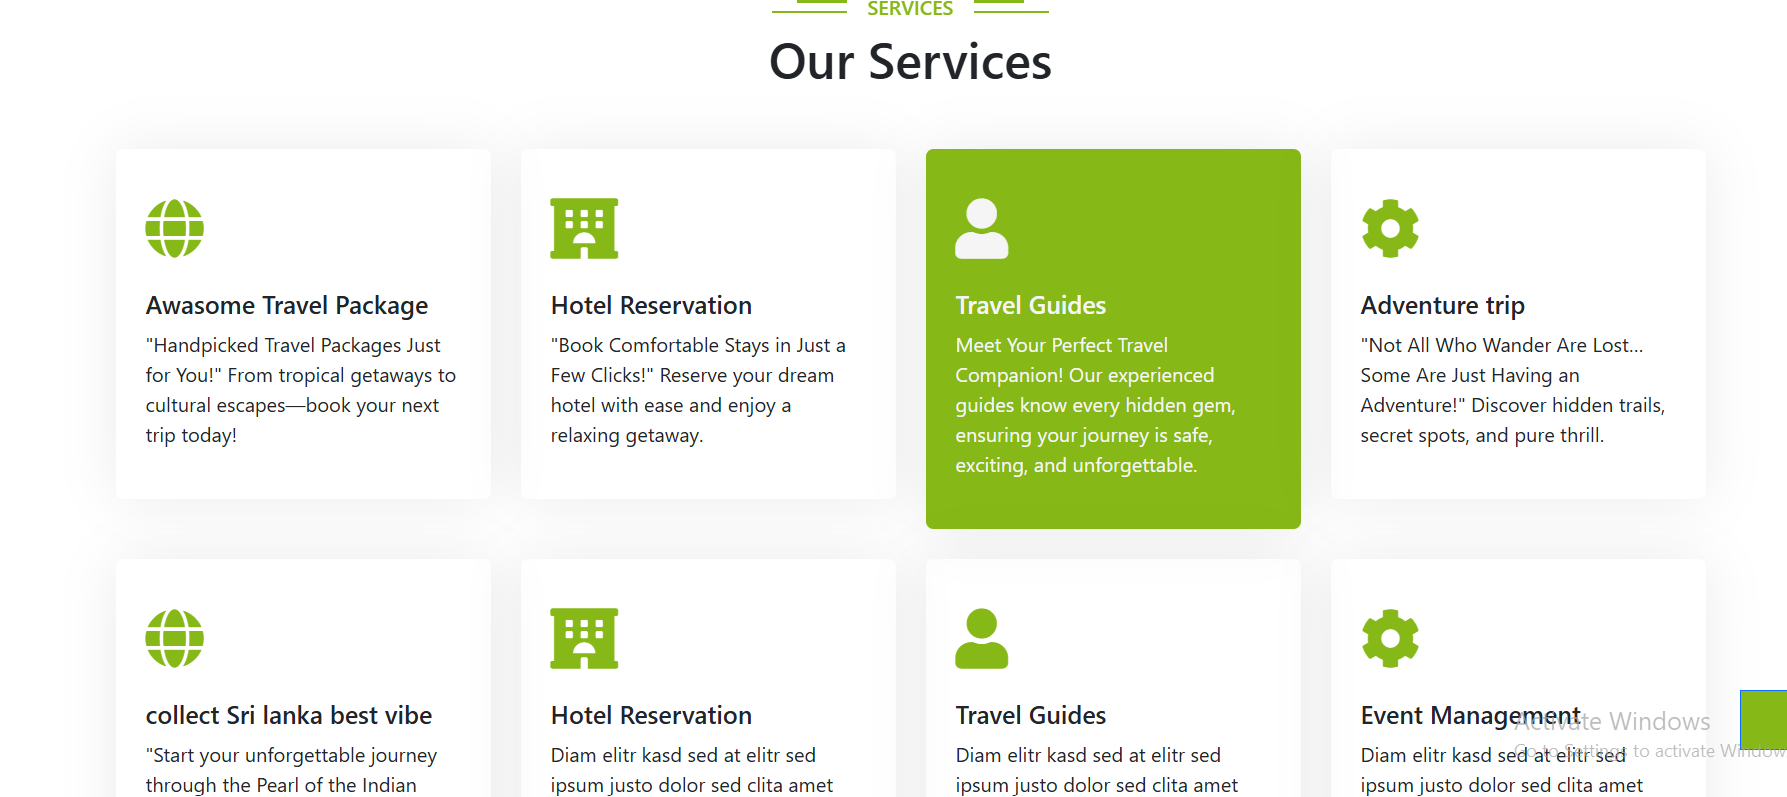 SERVICES
Our Services
Awasome Travel Package
"Handpicked Travel Packages Just
for You!" From tropical getaways to
cultural escapes—book your next
trip today!
Hotel Reservation
"Book Comfortable Stays in Just a
Few Clicks!" Reserve your dream
hotel with ease and enjoy a
relaxing getaway.
Travel Guides
Meet Your Perfect Travel
Companion! Our experienced
guides know every hidden gem,
ensuring your journey is safe,
exciting, and unforgettable.
Adventure trip
"Not All Who Wander Are Lost...
Some Are Just Having an
Adventure!" Discover hidden trails,
secret spots, and pure thrill.
collect Sri lanka best vibe
"Start your unforgettable journey
through the Pearl of the Indian
Hotel Reservation
Diam elitr kasd sed at elitr sed
ipsum justo dolor sed clita amet
Travel Guides
Diam elitr kasd sed at elitr sed
ipsum justo dolor sed clita amet
Event Management
Diam elitr kasd sed at elitr sed
ipsum justo dolor sed clita amet
Activate Windows
Go to Settings to activate Window